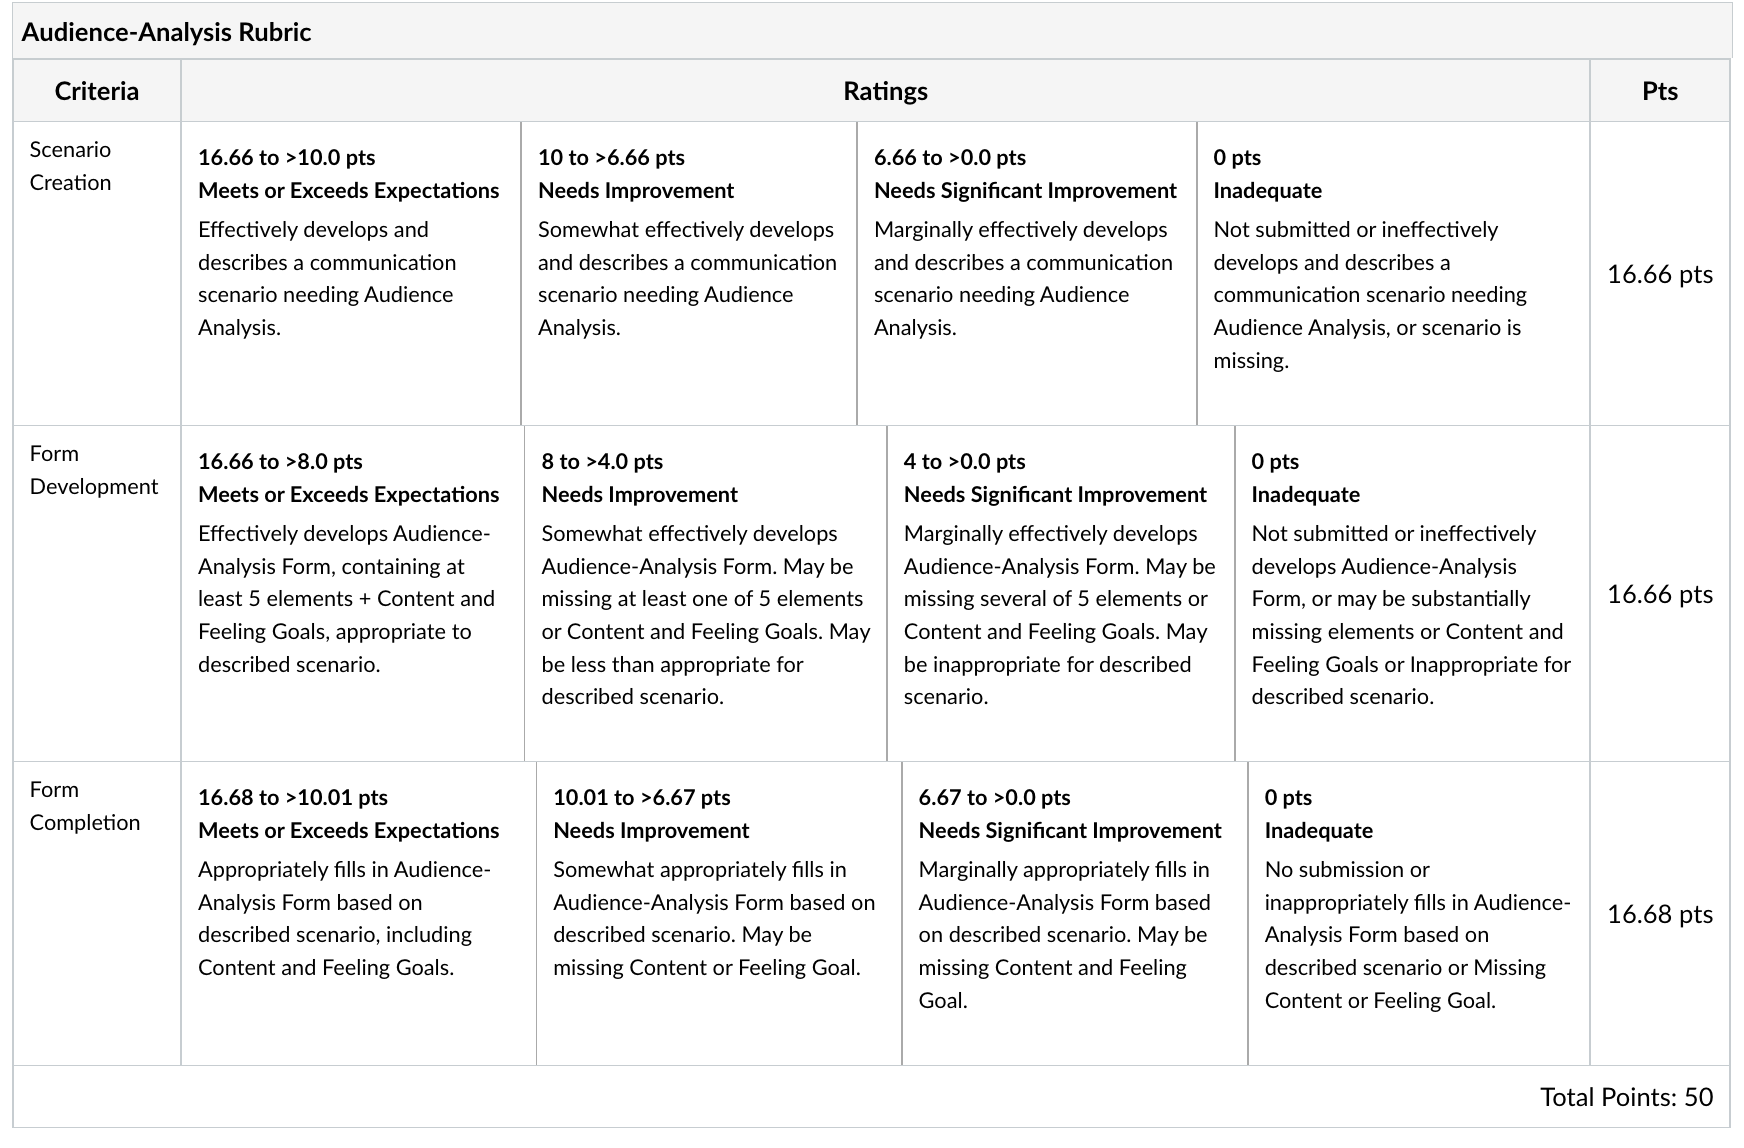 Audience-Analysis Rubric
Criteria
Ratings
Pts
Scenario
Creation
16.66 to >10.0 pts
Meets or Exceeds Expectations
Effectively develops and
describes a communication
scenario needing Audience
Analysis.
10 to >6.66 pts
Needs Improvement
Somewhat effectively develops
and describes a communication
scenario needing Audience
Analysis.
6.66 to >0.0 pts
Needs Significant Improvement
Marginally effectively develops
and describes a communication
scenario needing Audience
Analysis.
0 pts
Inadequate
Not submitted or ineffectively
develops and describes a
communication scenario needing
Audience Analysis, or scenario is
missing.
16.66 pts
Form
Development
16.66 to >8.0 pts
Meets or Exceeds Expectations
Effectively develops Audience-
Analysis Form, containing at
least 5 elements + Content and
Feeling Goals, appropriate to
described scenario.
8 to >4.0 pts
Needs Improvement
Somewhat effectively develops
Audience-Analysis Form. May be
missing at least one of 5 elements
or Content and Feeling Goals. May
be less than appropriate for
described scenario.
4 to >0.0 pts
Needs Significant Improvement
Marginally effectively develops
Audience-Analysis Form. May be
missing several of 5 elements or
Content and Feeling Goals. May
be inappropriate for described
scenario.
0 pts
Inadequate
Not submitted or ineffectively
develops Audience-Analysis
Form, or may be substantially
missing elements or Content and
Feeling Goals or Inappropriate for
described scenario.
16.66 pts
Form
Completion
16.68 to >10.01 pts
Meets or Exceeds Expectations
Appropriately fills in Audience-
Analysis Form based on
described scenario, including
Content and Feeling Goals.
10.01 to >6.67 pts
Needs Improvement
Somewhat appropriately fills in
Audience-Analysis Form based on
described scenario. May be
missing Content or Feeling Goal.
6.67 to >0.0 pts
Needs Significant Improvement
Marginally appropriately fills in
Audience-Analysis Form based
on described scenario. May be
missing Content and Feeling
Goal.
0 pts
Inadequate
No submission or
inappropriately fills in Audience-
Analysis Form based on
described scenario or Missing
Content or Feeling Goal.
16.68 pts
Total Points: 50